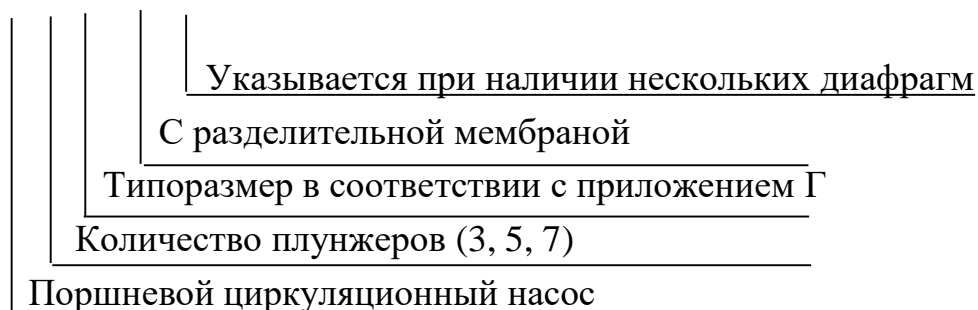 Указывается при наличии нескольких диафрагм
С разделительной мембраной
Типоразмер в соответствии с приложением Г
Количество плунжеров (3, 5, 7)
Поршневой циркуляционный насос